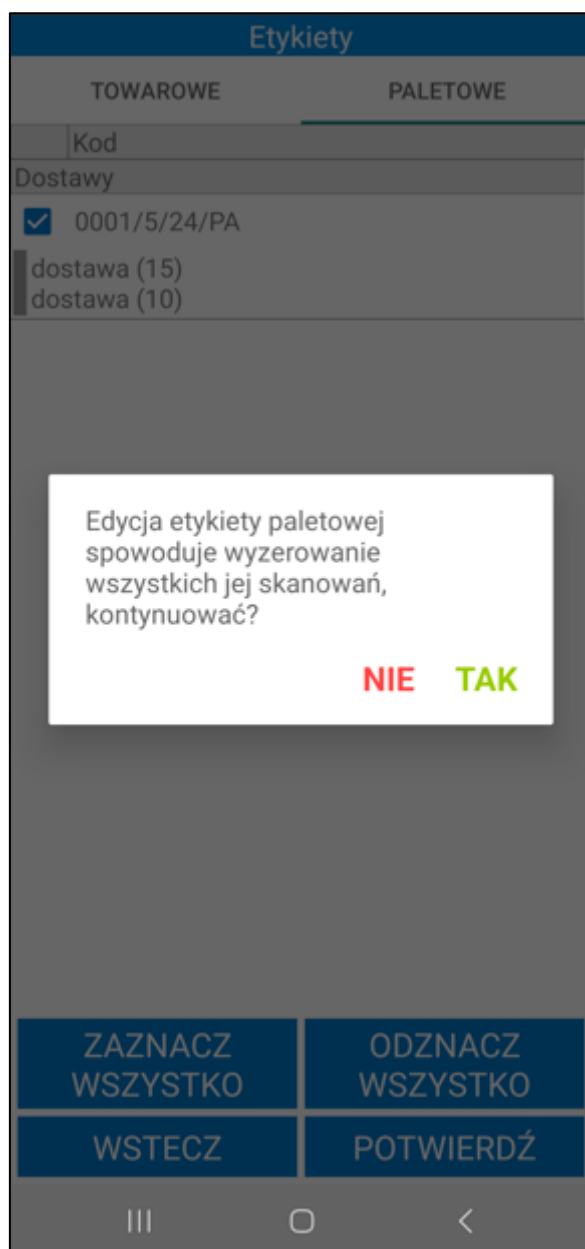 Etykiety
TOWAROWE PALETOWE
Kod
Dostawy
0001/5/24/PA
dostawa (15)
dostawa (10)
Edycja etykiety paletowej
spowoduje wyzerowanie
wszystkich jej skanowań,
kontynuować?
NIE TAK
ZAZNACZ WSZYSTKO
ODZNACZ WSZYSTKO
WSTECZ POTWIERDŹ